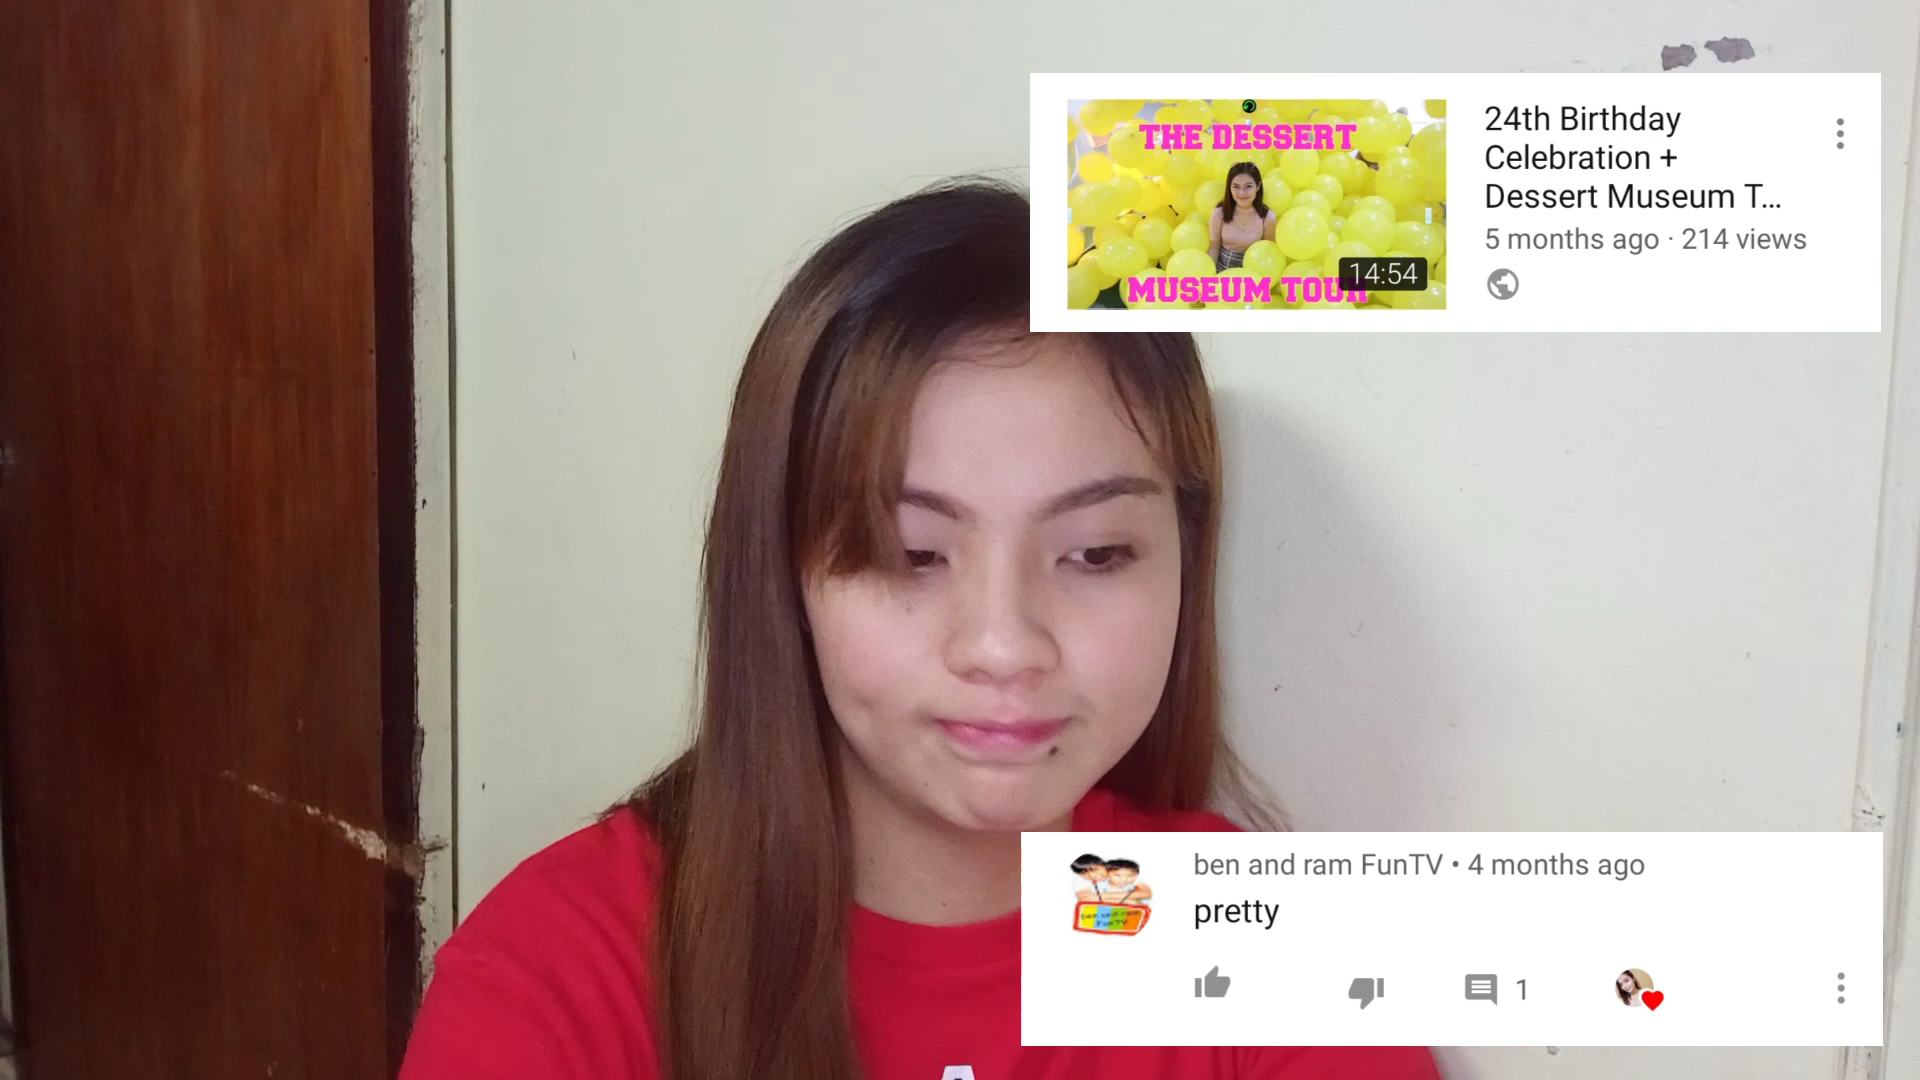 THE DESSERT
MUSEUM TOUR
14:54
24th Birthday
Celebration +
Dessert Museum T...
5 months ago · 214 views
ben and ram FunTV • 4 months ago
pretty
1
A